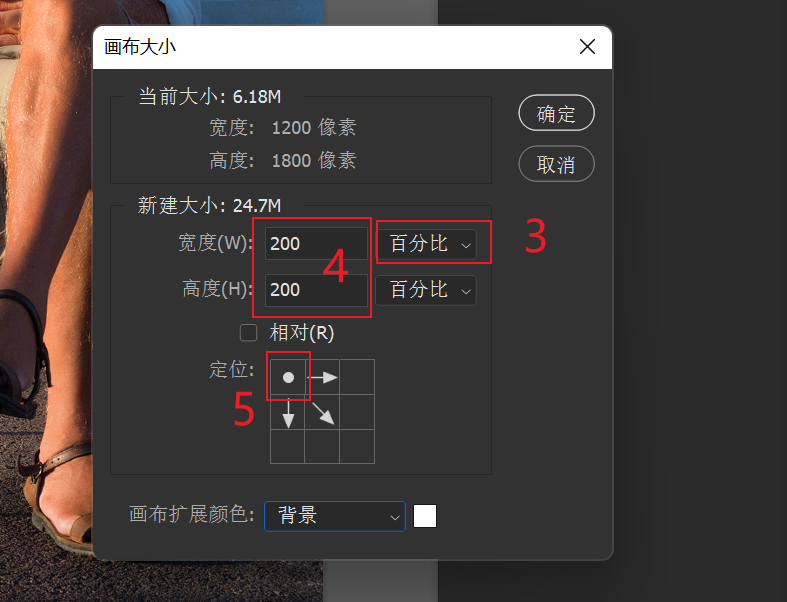 画布大小
当前大小: 6.18M
确定
宽度: 1200 像素
高度: 1800 像素
取消
新建大小: 24.7M
宽度(W): 200 百分比 3
4
高度(H): 200 百分比
相对(R)
定位:
5
画布扩展颜色: 背景